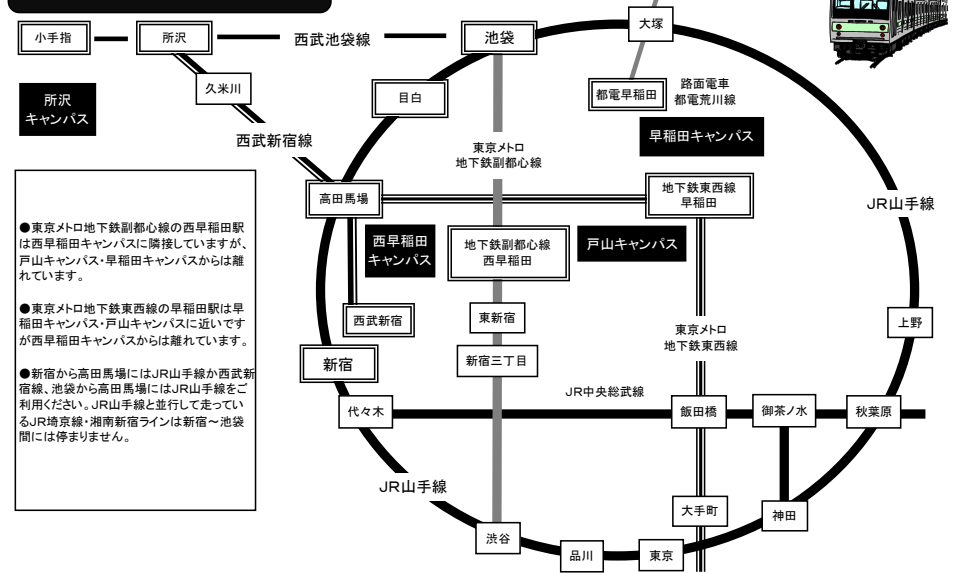 大塚
小手指
所沢
西武池袋線
池袋
久米川
目白
都電早稲田
路面電車
都電荒川線
所沢
キャンパス
早稲田キャンパス
西武新宿線
東京メトロ
地下鉄副都心線
高田馬場
地下鉄東西線
早稲田
JR山手線
●東京メトロ地下鉄副都心線の西早稲田駅
は西早稲田キャンパスに隣接していますが、
戸山キャンパス・早稲田キャンパスからは離
れています。
●東京メトロ地下鉄東西線の早稲田駅は早
稲田キャンパス・戸山キャンパスに近いです
が西早稲田キャンパスからは離れています。
●新宿から高田馬場にはJR山手線か西武新
宿線、池袋から高田馬場にはJR山手線をご
利用ください。JR山手線と並行して走ってい
るJR埼京線・湘南新宿ラインは新宿～池袋
間には停まりません。
西早稲田
キャンパス
地下鉄副都心線
西早稲田
戸山キャンパス
西武新宿
東新宿
上野
東京メトロ
地下鉄東西線
新宿
新宿三丁目
JR中央総武線
代々木
飯田橋
御茶ノ水
秋葉原
JR山手線
大手町
神田
渋谷
品川
東京